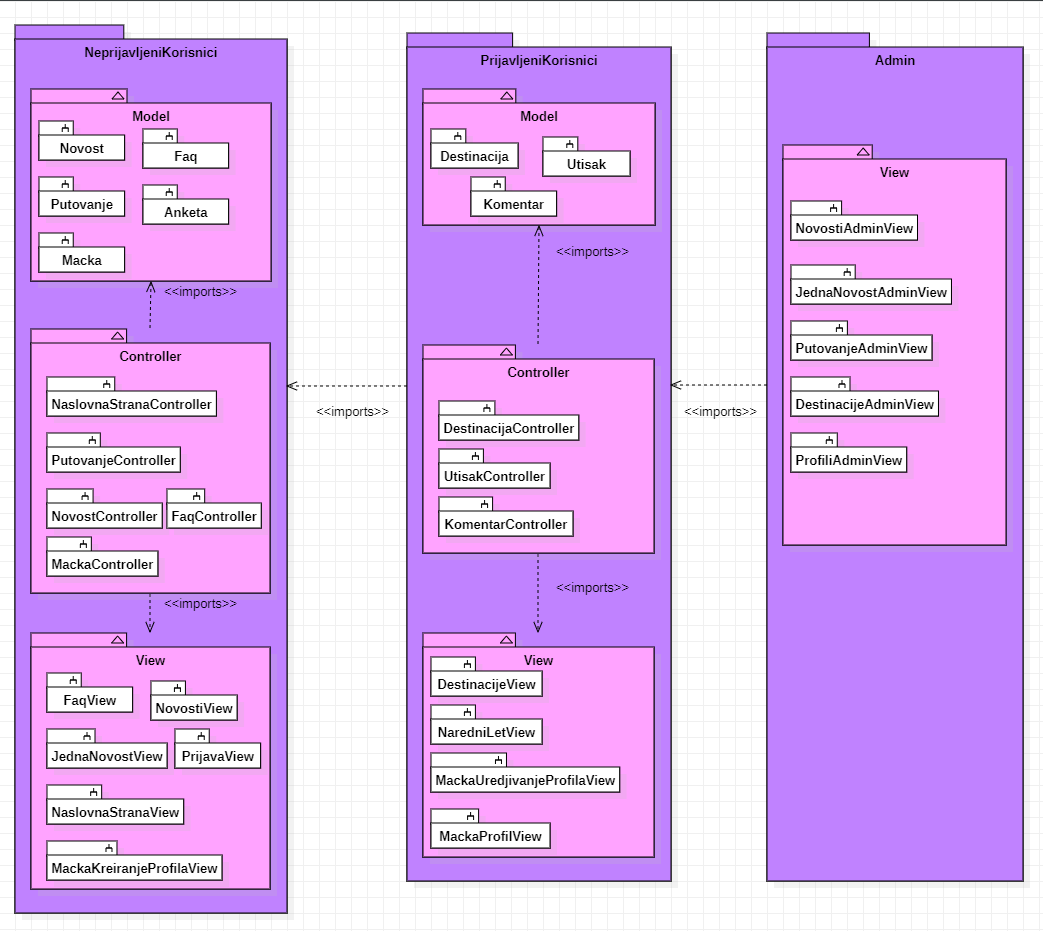 NeprijavljeniKorisnici
Model
Novost
Faq
Putovanje
Anketa
Macka
<<imports>>
Controller
NaslovnaStranaController
PutovanjeController
NovostController
FaqController
MackaController
<<imports>>
View
FaqView
NovostiView
JednaNovostView
PrijavaView
NaslovnaStranaView
MackaKreiranjeProfilaView
<<imports>>
PrijavljeniKorisnici
Model
Destinacija
Utisak
Komentar
<<imports>>
Controller
DestinacijaController
UtisakController
KomentarController
<<imports>>
View
DestinacijeView
NaredniLetView
MackaUredjivanjeProfilaView
MackaProfilView
<<imports>>
Admin
View
NovostiAdminView
JednaNovostAdminView
PutovanjeAdminView
DestinacijeAdminView
ProfiliAdminView